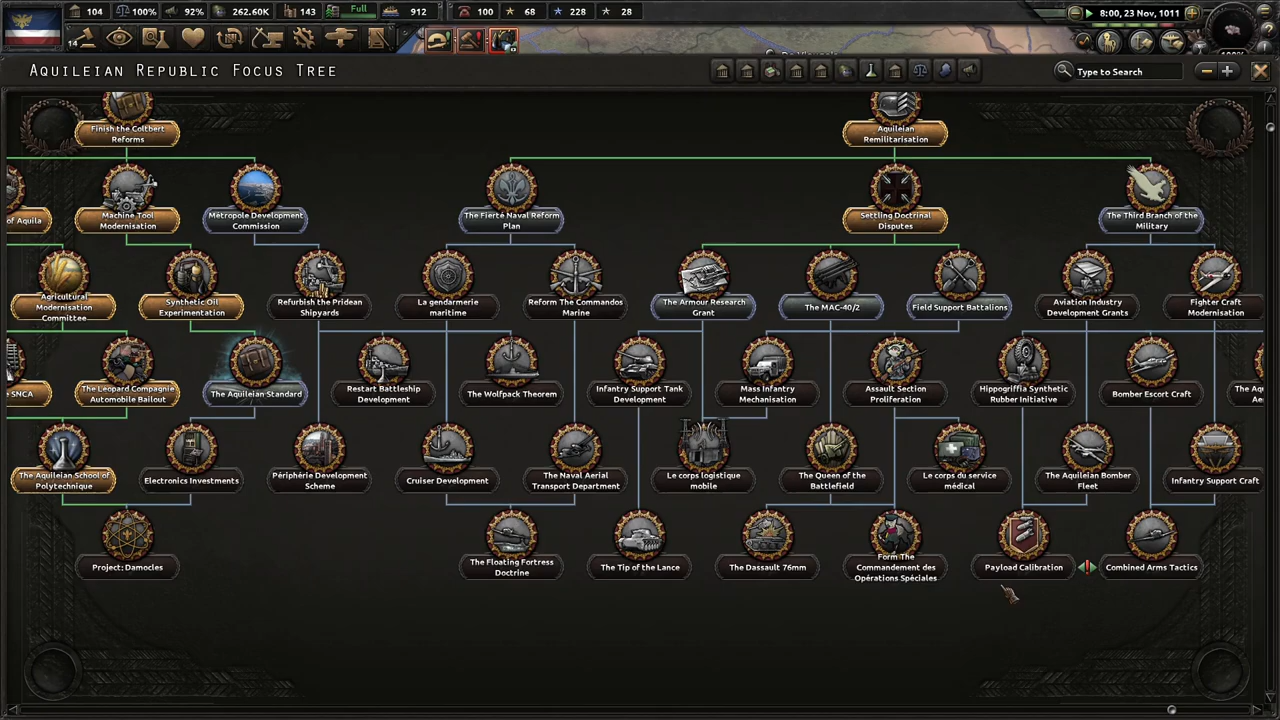 104 100% 92% 262.60K 143 Full 912 100 68 228 28 8:00, 23 Nov, 1011
14
AQUILEIAN REPUBLIC FOCUS TREE
Type to Search
Finish the Coltbert
Reforms
Aquileian
Remilitarisation
of Aquila
Machine Tool
Modernisation
Métropole Development
Commission
The Fierté Naval Reform
Plan
Settling Doctrinal
Disputes
The Third Branch of the
Military
Agricultural
Modernisation
Committee
Synthetic Oil
Experimentation
Refurbish the Pridean
Shipyards
La gendarmerie
maritime
Reform The Commandos
Marine
The Armour Research
Grant
The MAC-40/2
Field Support Battalions
Aviation Industry
Development Grants
Fighter Craft
Modernisation
e SNCA
The Leopard Compagnie
Automobile Bailout
The Aquileian Standard
Restart Battleship
Development
The Wolfpack Theorem
Infantry Support Tank
Development
Mass Infantry
Mechanisation
Assault Section
Proliferation
Hippogriffia Synthetic
Rubber Initiative
Bomber Escort Craft
The Aq
Ae
The Aquileian School of
Polytechnique
Electronics Investments
Périphérie Development
Scheme
Cruiser Development
The Naval Aerial
Transport Department
Le corps logistique
mobile
The Queen of the
Battlefield
Le corps du service
médical
The Aquileian Bomber
Fleet
Infantry Support Craft
Project: Damocles
The Floating Fortress
Doctrine
The Tip of the Lance
The Dassault 76mm
Form The
Commandement des
Opérations Spéciales
Payload Calibration
Combined Arms Tactics